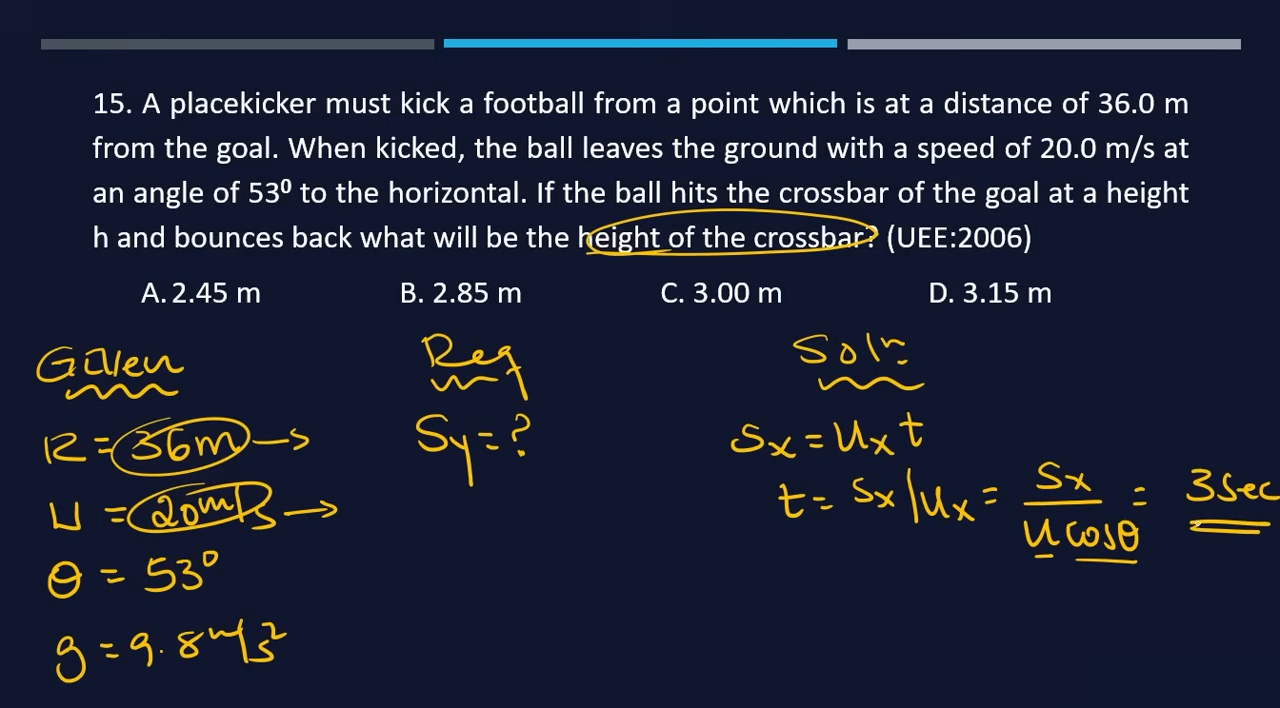 15. A placekicker must kick a football from a point which is at a distance of 36.0 m
from the goal. When kicked, the ball leaves the ground with a speed of 20.0 m/s at
an angle of 53⁰ to the horizontal. If the ball hits the crossbar of the goal at a height
h and bounces back what will be the height of the crossbar? (UEE:2006)
A. 2.45 m B. 2.85 m C. 3.00 m D. 3.15 m
Given Req Solⁿ:
R = 36m → Sy = ? Sx = Ux t
U = 20m/s → t = Sx/Ux = Sx / U cosθ = 3 sec
θ = 53⁰
g = 9.8m/s²